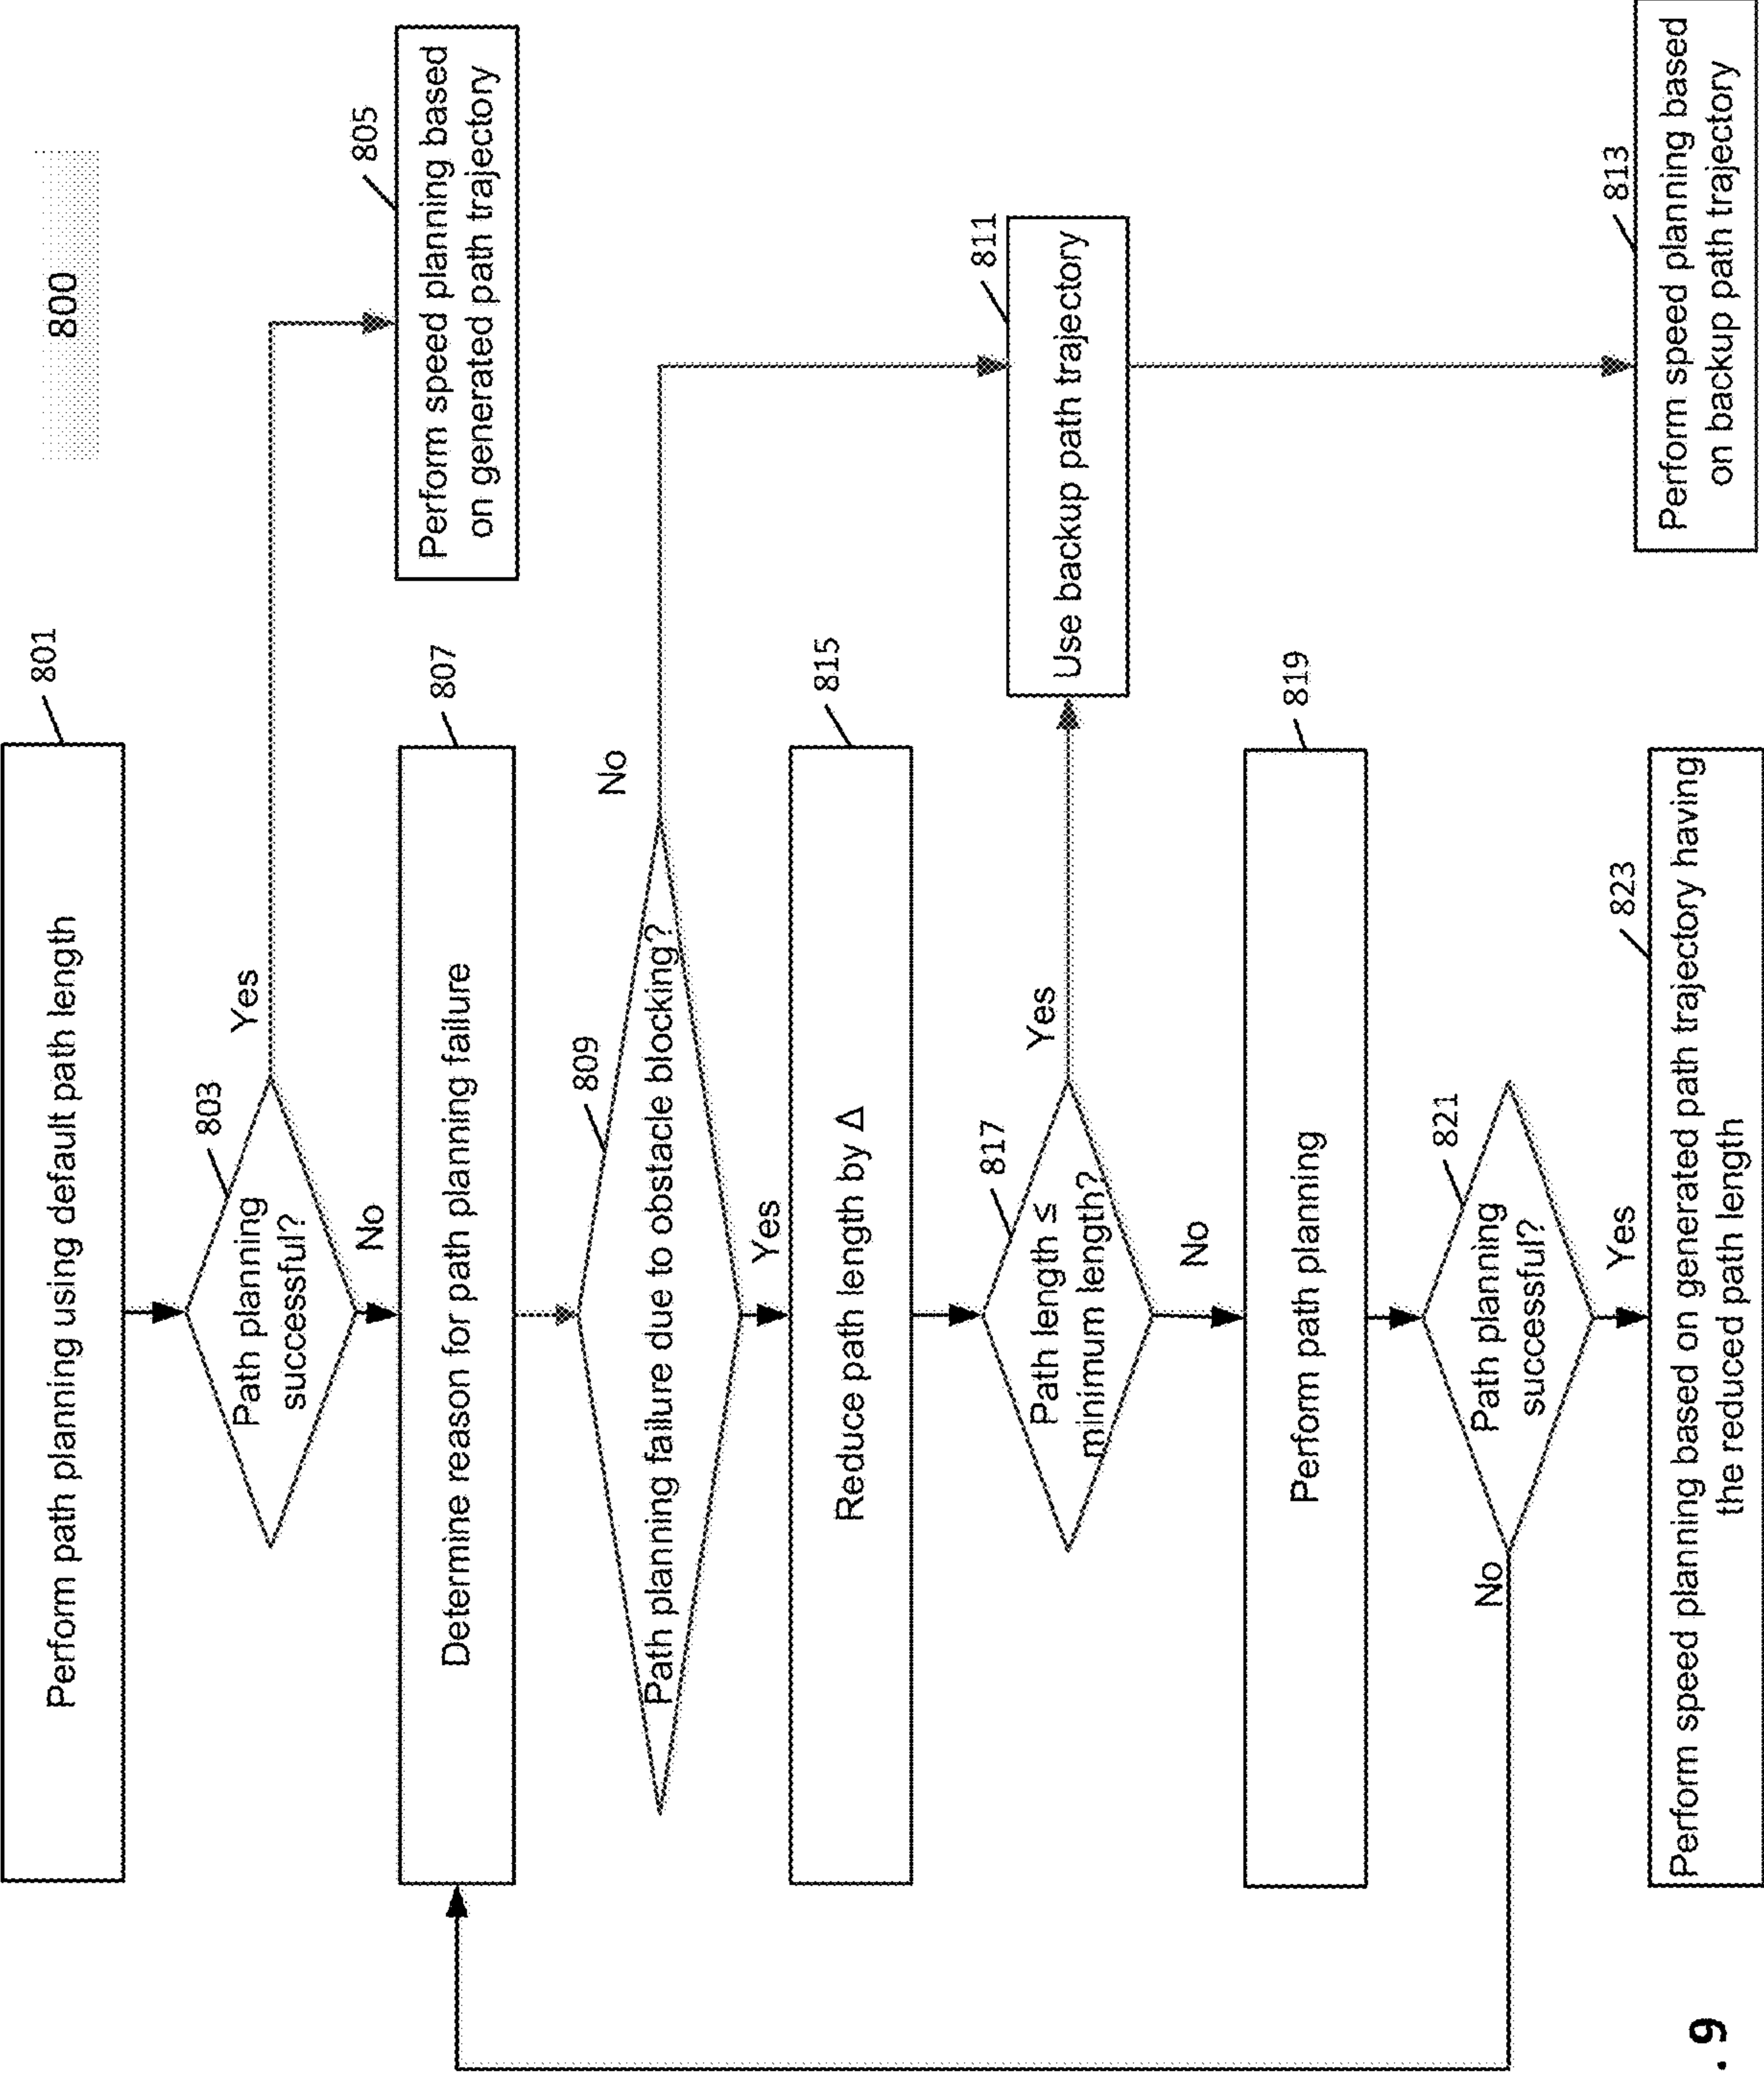 800
801
Perform path planning using default path length
803
Path planning
successful?
Yes
No
805
Perform speed planning based
on generated path trajectory
807
Determine reason for path planning failure
809
Path planning failure due to obstacle blocking?
No
Yes
811
Use backup path trajectory
815
Reduce path length by Δ
817
Path length ≤
minimum length?
Yes
No
813
Perform speed planning based
on backup path trajectory
819
Perform path planning
821
Path planning
successful?
No
Yes
823
Perform speed planning based on generated path trajectory having
the reduced path length
. 9